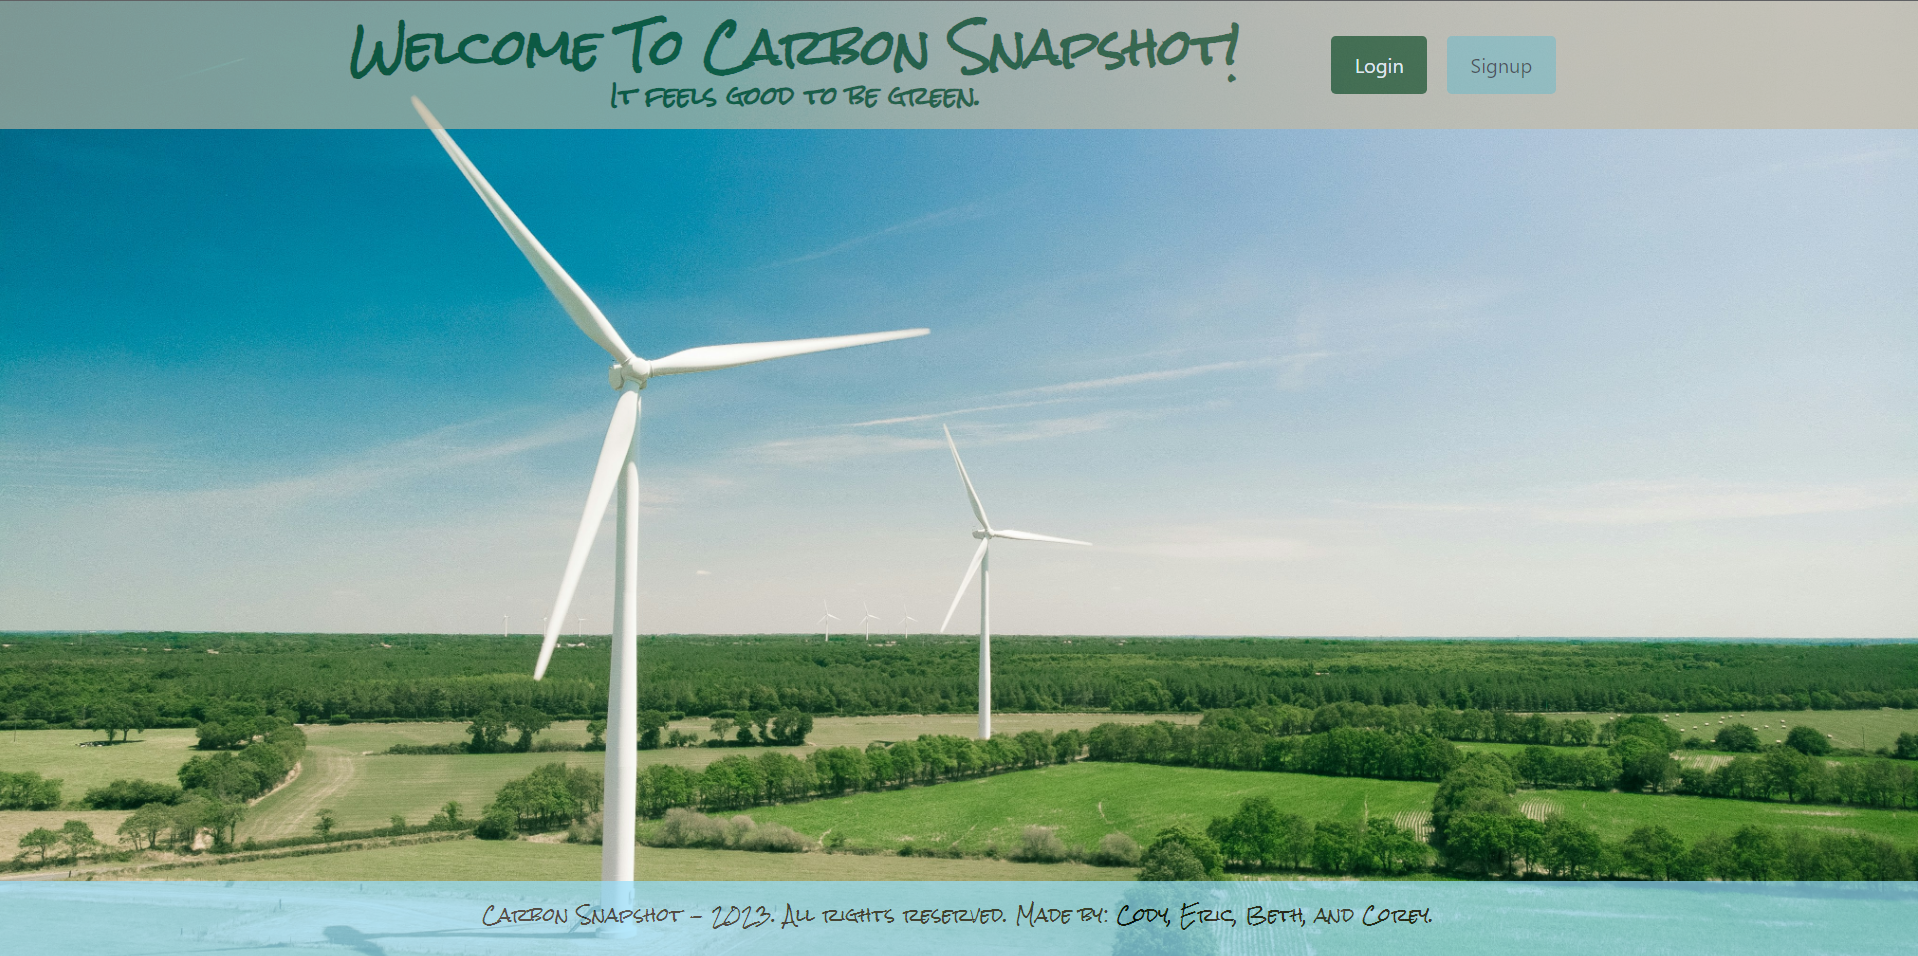 Welcome To Carbon Snapshot!
It feels good to be green.
Login
Signup
Carbon Snapshot – 2023. All rights reserved. Made by: Cody, Eric, Beth, and Corey.